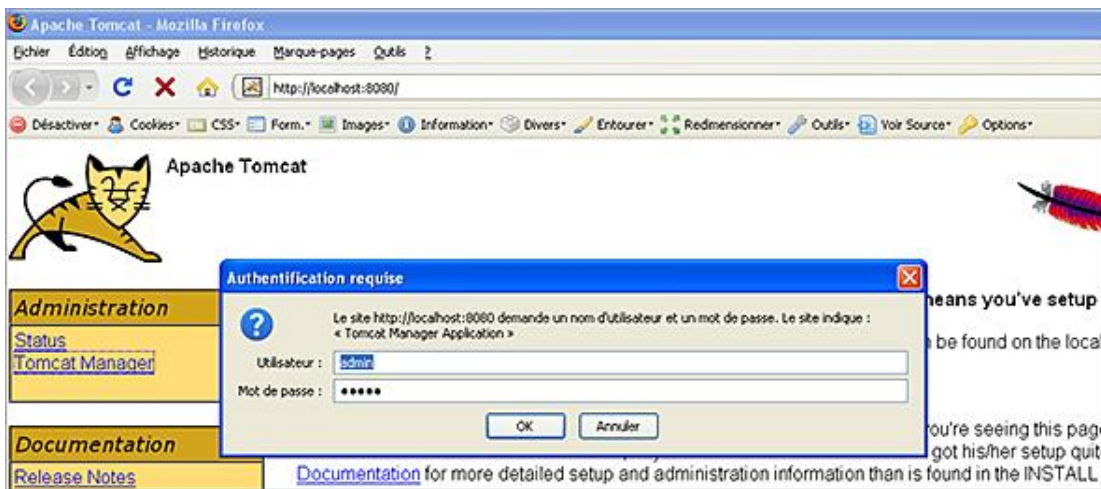 Apache Tomcat - Mozilla Firefox
Fichier Édition Affichage Historique Marque-pages Outils ?
http://localhost:8080/
Désactiver Cookies CSS Form. Images Information Divers Entourer Redimensionner Outils Voir Source Options
Apache Tomcat
Authentification requise
Administration
means you've setup
Le site http://localhost:8080 demande un nom d'utilisateur et un mot de passe. Le site indique :
« Tomcat Manager Application »
Status
be found on the local
Tomcat Manager
Utilisateur : admin
Mot de passe : •••••
OK Annuler
Documentation
you're seeing this page
got his/her setup quit
Release Notes
Documentation for more detailed setup and administration information than is found in the INSTALL